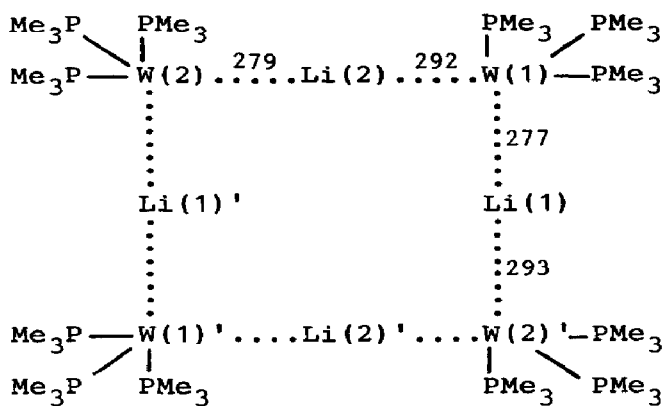 Me3P PMe3 PMe3 PMe3
Me3P W(2) 279 Li(2) 292 W(1) PMe3
277
Li(1)' Li(1)
293
Me3P W(1)' Li(2)' W(2)' PMe3
Me3P PMe3 PMe3 PMe3